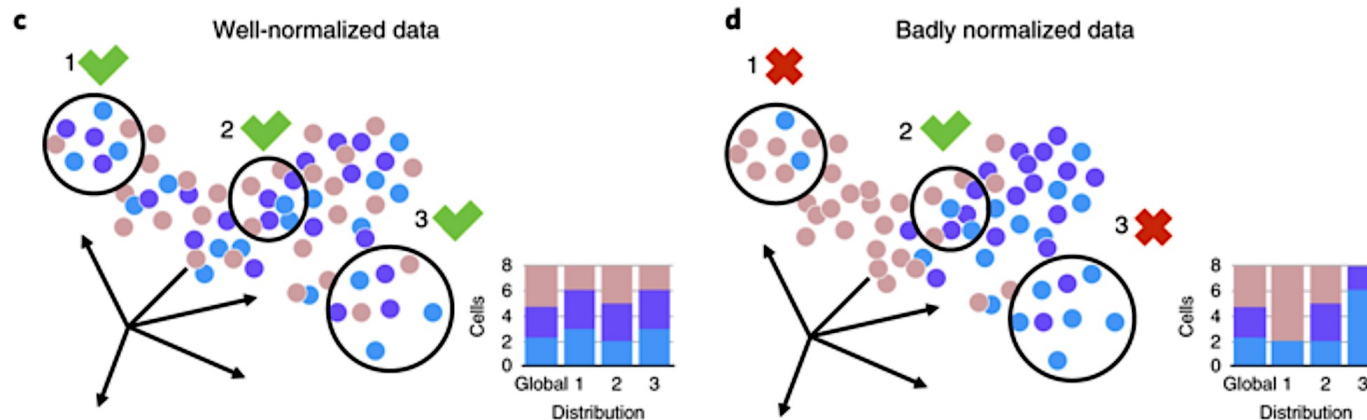 c
Well-normalized data
1
2
3
8
6
4
2
0
Cells
Global 1 2 3
Distribution
d
Badly normalized data
1
2
3
8
6
4
2
0
Cells
Global 1 2 3
Distribution